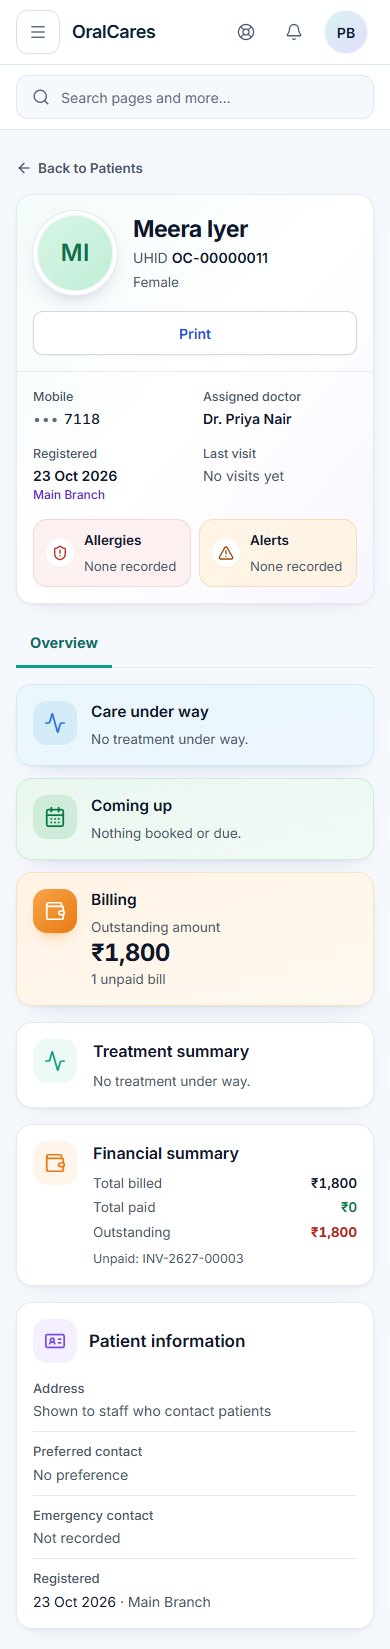 OralCares
PB
Search pages and more...
Back to Patients
MI
Meera Iyer
UHID OC-00000011
Female
Print
Mobile
••• 7118
Assigned doctor
Dr. Priya Nair
Registered
23 Oct 2026
Main Branch
Last visit
No visits yet
Allergies
None recorded
Alerts
None recorded
Overview
Care under way
No treatment under way.
Coming up
Nothing booked or due.
Billing
Outstanding amount
₹1,800
1 unpaid bill
Treatment summary
No treatment under way.
Financial summary
Total billed ₹1,800
Total paid ₹0
Outstanding ₹1,800
Unpaid: INV-2627-00003
Patient information
Address
Shown to staff who contact patients
Preferred contact
No preference
Emergency contact
Not recorded
Registered
23 Oct 2026 · Main Branch